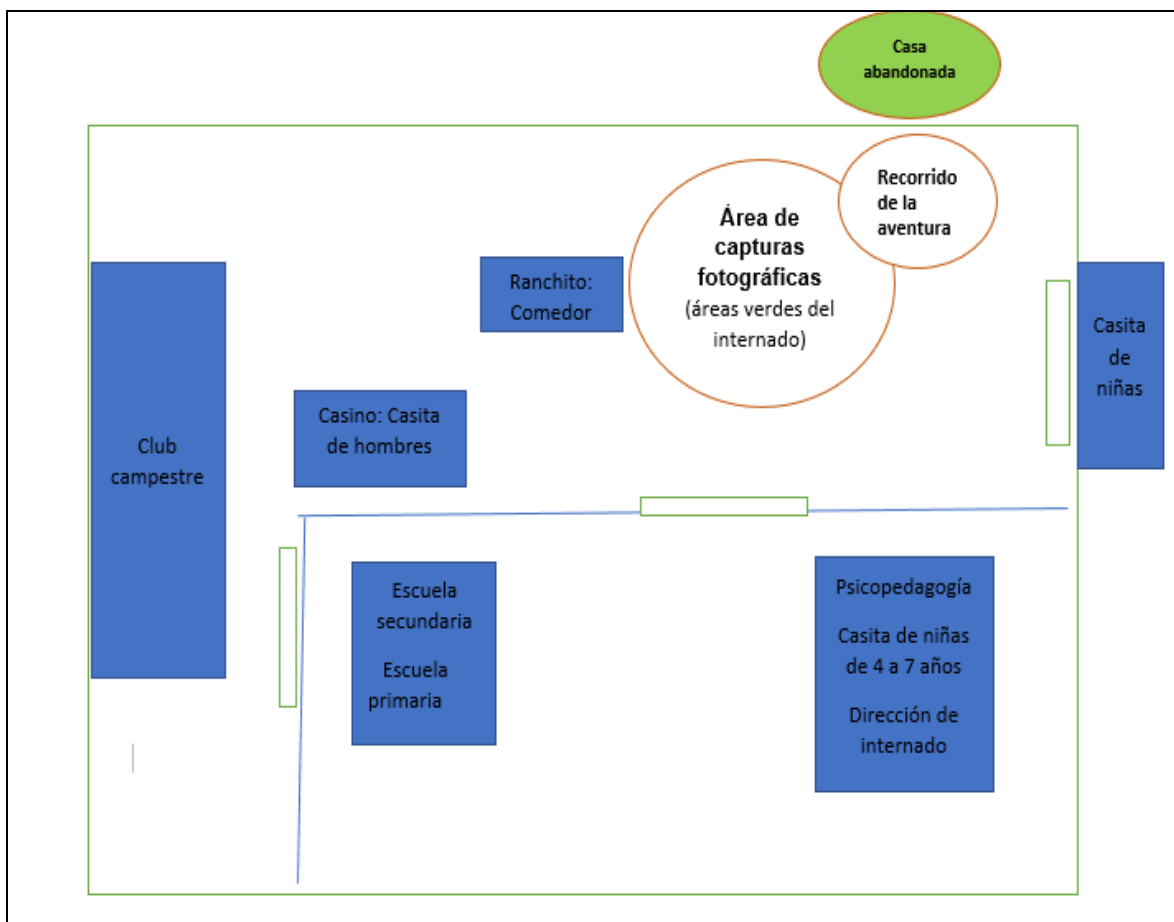 Casa
abandonada
Recorrido
de la
aventura
Área de
capturas
fotográficas
(áreas verdes del
internado)
Ranchito:
Comedor
Casita
de
niñas
Club
campestre
Casino: Casita
de hombres
Escuela
secundaria
Escuela
primaria
Psicopedagogía
Casita de niñas
de 4 a 7 años
Dirección de
internado